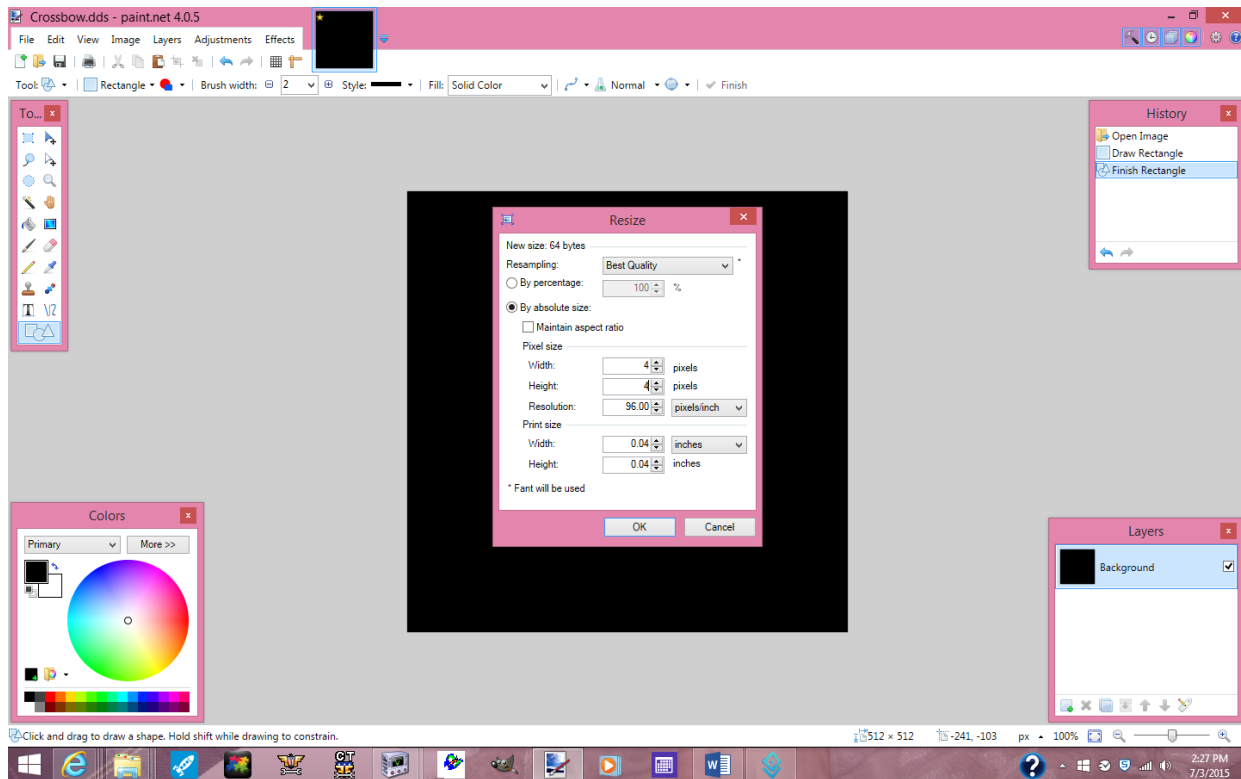 Crossbow.dds - paint.net 4.0.5
File Edit View Image Layers Adjustments Effects
Tool: Rectangle Brush width: 2 Style: Fill: Solid Color Normal Finish
To...
History
Open Image
Draw Rectangle
Finish Rectangle
Resize
New size: 64 bytes
Resampling: Best Quality *
By percentage: 100 %
By absolute size:
Maintain aspect ratio
Pixel size
Width: 4 pixels
Height: 4 pixels
Resolution: 96.00 pixels/inch
Print size
Width: 0.04 inches
Height: 0.04 inches
* Fant will be used
OK Cancel
Colors
Primary More >>
Layers
Background
Click and drag to draw a shape. Hold shift while drawing to constrain.
512 × 512 -241, -103 px 100%
2:27 PM
7/3/2015